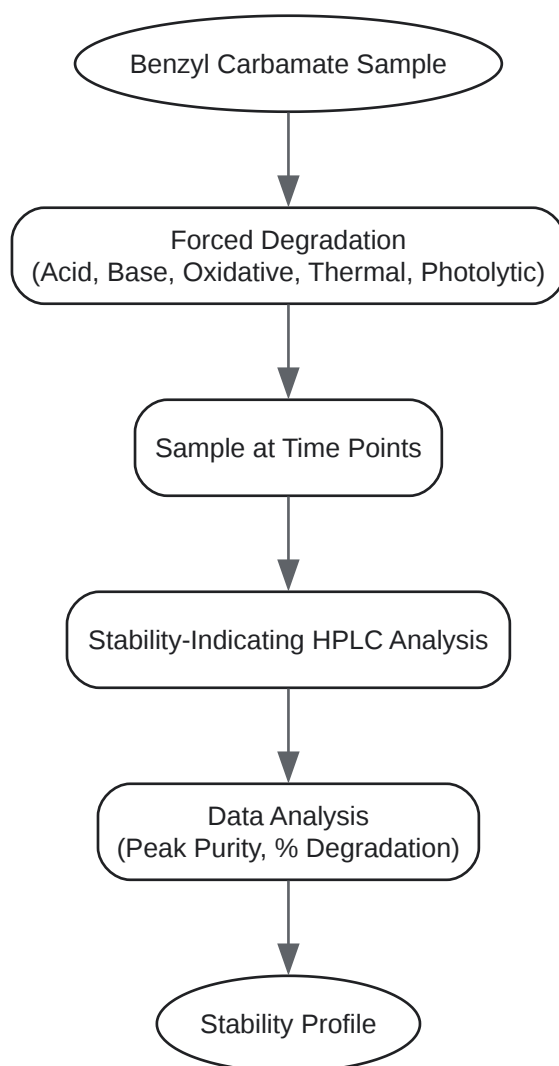 Benzyl Carbamate Sample
Forced Degradation
(Acid, Base, Oxidative, Thermal, Photolytic)
Sample at Time Points
Stability-Indicating HPLC Analysis
Data Analysis
(Peak Purity, % Degradation)
Stability Profile